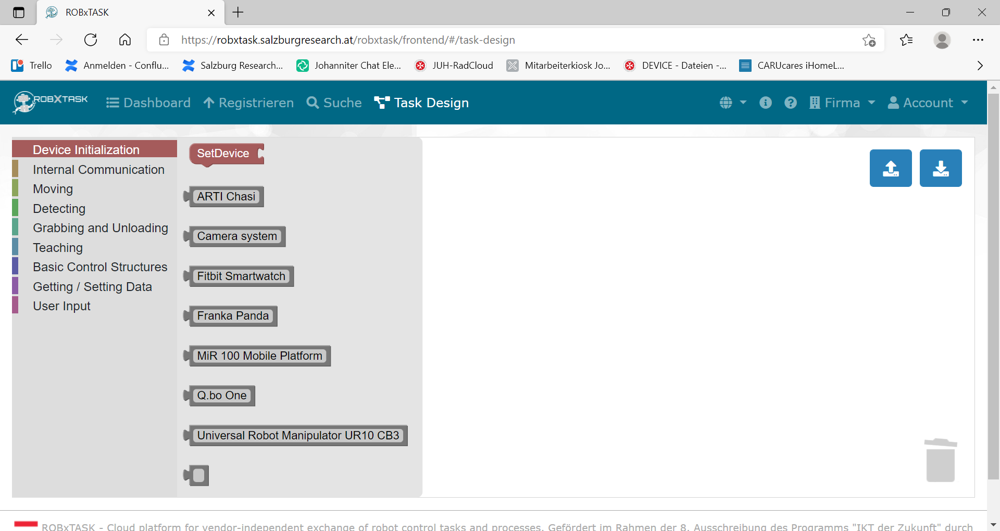 ROBxTASK
https://robxtask.salzburgresearch.at/robxtask/frontend/#/task-design
Trello
Anmelden - Conflu...
Salzburg Research...
Johanniter Chat Ele...
JUH-RadCloud
Mitarbeiterkiosk Jo...
DEVICE - Dateien -...
CARUcares iHomeL...
ROBXTASK
Dashboard
Registrieren
Suche
Task Design
Firma
Account
Device Initialization
Internal Communication
Moving
Detecting
Grabbing and Unloading
Teaching
Basic Control Structures
Getting / Setting Data
User Input
SetDevice
ARTI Chasi
Camera system
Fitbit Smartwatch
Franka Panda
MiR 100 Mobile Platform
Q.bo One
Universal Robot Manipulator UR10 CB3
ROBxTASK - Cloud platform for vendor-independent exchange of robot control tasks and processes. Gefördert im Rahmen der 8. Ausschreibung des Programms "IKT der Zukunft" durch